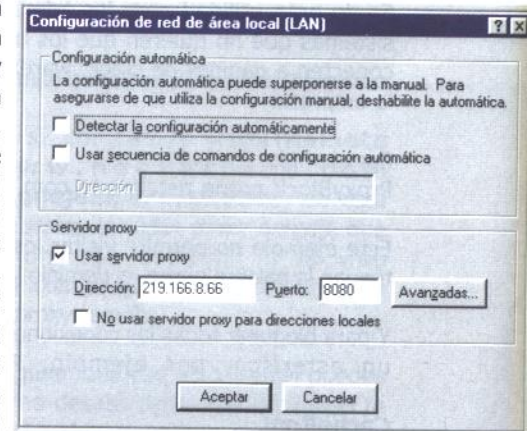 Configuración de red de área local (LAN)
Configuración automática
La configuración automática puede superponerse a la manual. Para
asegurarse de que utiliza la configuración manual, deshabilite la automática.
Detectar la configuración automáticamente
Usar secuencia de comandos de configuración automática
Dirección
Servidor proxy
Usar servidor proxy
Dirección: 219.166.8.66 Puerto: 8080 Avanzadas...
No usar servidor proxy para direcciones locales
Aceptar Cancelar